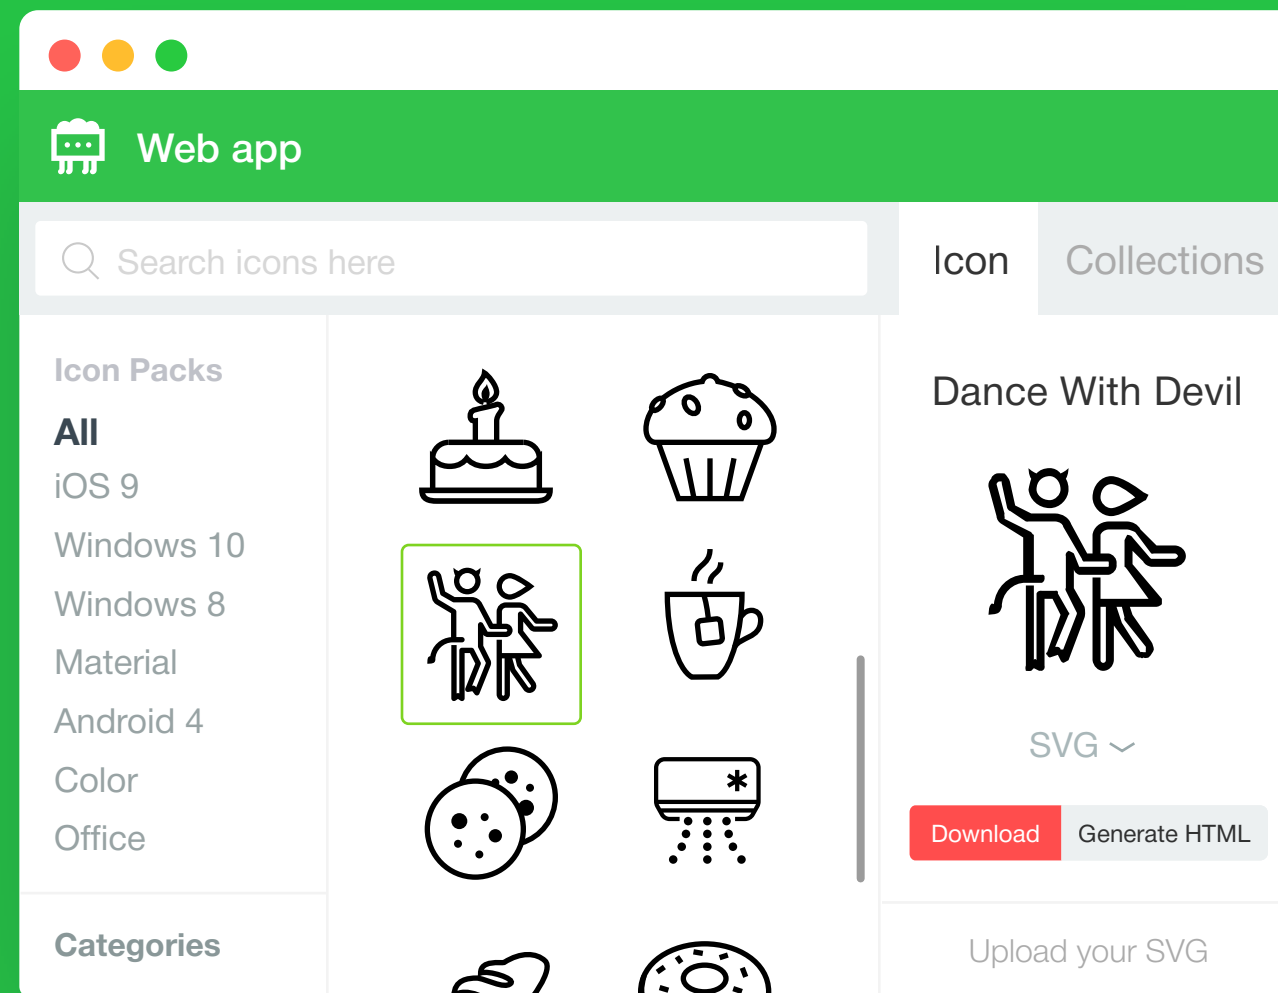 Web app
Search icons here
Icon
Collections
Icon Packs
All
iOS 9
Windows 10
Windows 8
Material
Android 4
Color
Office
Categories
Dance With Devil
SVG
Download
Generate HTML
Upload your SVG